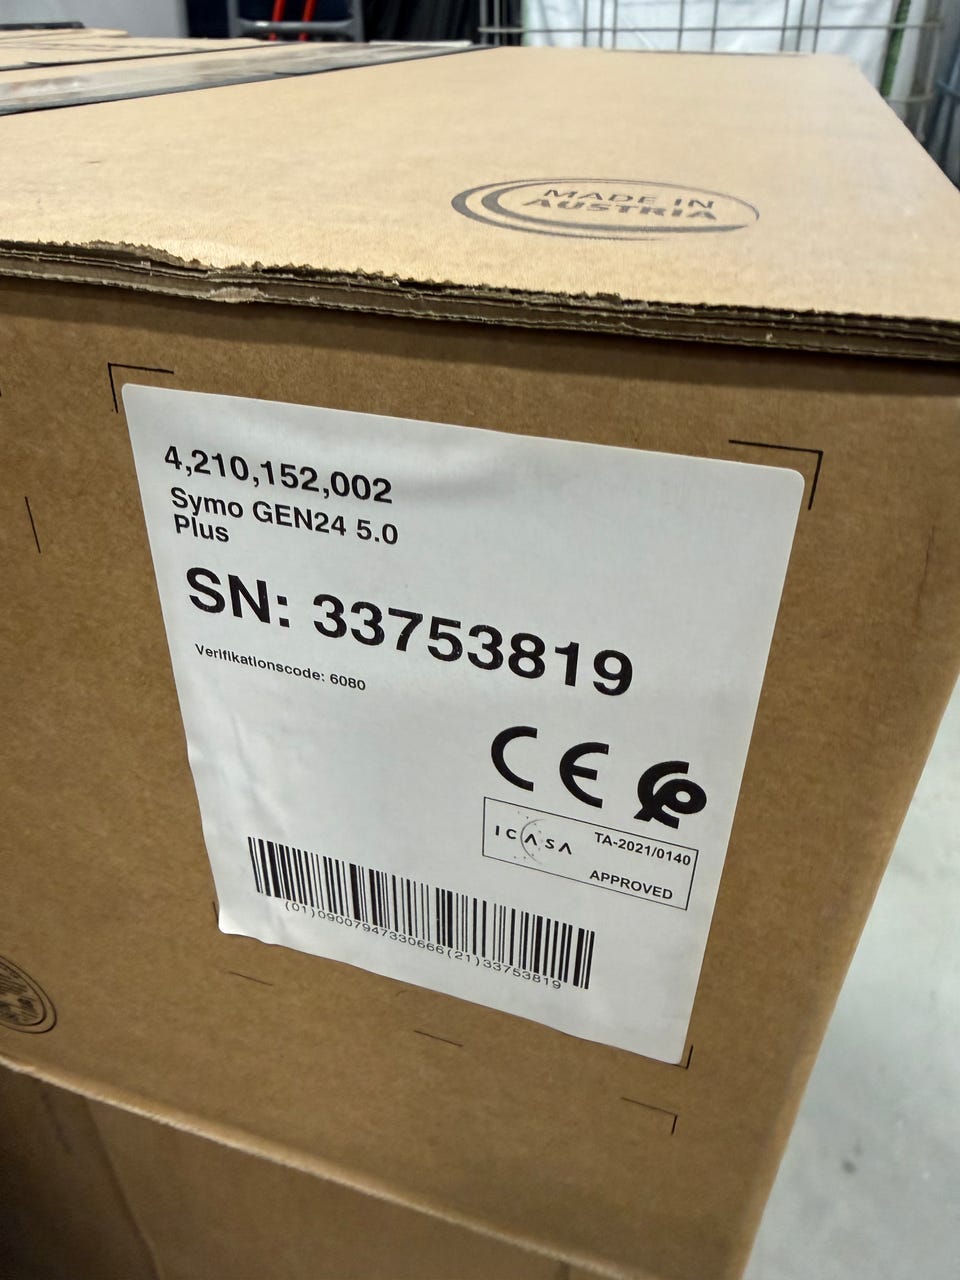 MADE IN
AUSTRIA
4,210,152,002
Symo GEN24 5.0
Plus
SN: 33753819
Verifikationscode: 6080
CE
ICASA
TA-2021/0140
APPROVED
(01)09007947330666(21)33753819